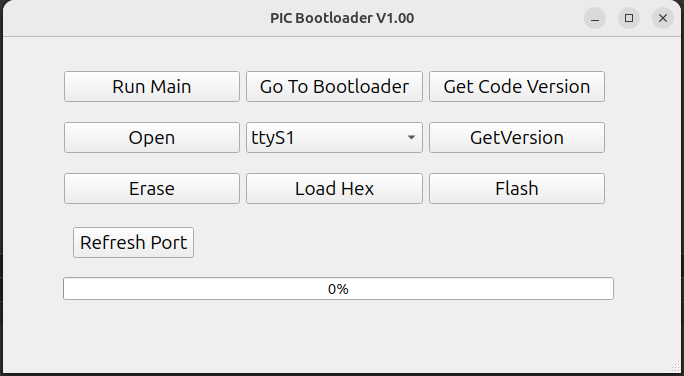 PIC Bootloader V1.00
Run Main Go To Bootloader Get Code Version
Open ttyS1 GetVersion
Erase Load Hex Flash
Refresh Port
0%